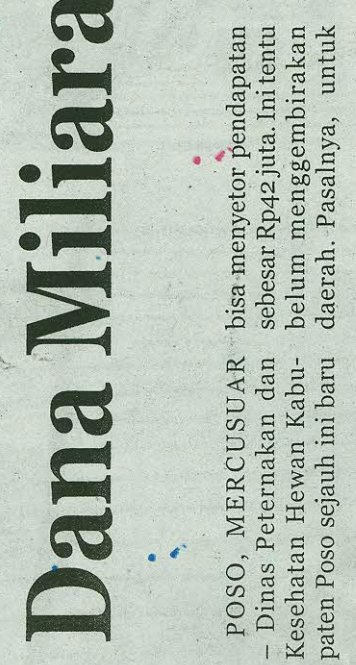 Dana Miliara
POSO, MERCUSUAR
– Dinas Peternakan dan
Kesehatan Hewan Kabu-
paten Poso sejauh ini baru
bisa menyetor pendapatan
sebesar Rp42 juta. Ini tentu
belum menggembirakan
daerah. Pasalnya, untuk